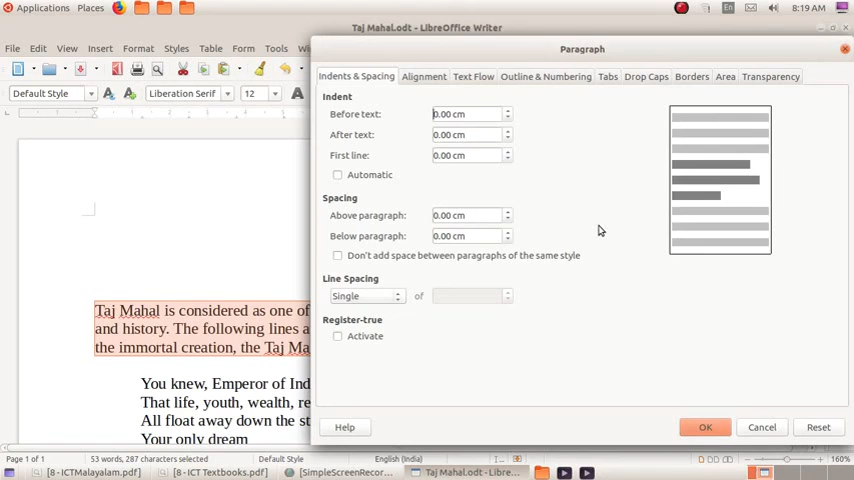 Applications Places En 8:19 AM
Taj Mahal.odt - LibreOffice Writer
File Edit View Insert Format Styles Table Form Tools
Paragraph
Indents & Spacing Alignment Text Flow Outline & Numbering Tabs Drop Caps Borders Area Transparency
Default Style Liberation Serif 12
Indent
Before text: 0.00 cm
After text: 0.00 cm
First line: 0.00 cm
Automatic
Spacing
Above paragraph: 0.00 cm
Below paragraph: 0.00 cm
Don't add space between paragraphs of the same style
Line Spacing
Single of
Register-true
Activate
Taj Mahal is considered as one of
and history. The following lines a
the immortal creation, the Taj Ma
You knew, Emperor of Ind
That life, youth, wealth, re
All float away down the st
Your only dream
Help OK Cancel Reset
Page 1 of 1 53 words, 287 characters selected Default Style English (India) 160%
[8 - ICTMalayalam.pdf] [8 - ICT Textbooks.pdf] [SimpleScreenRecor... Taj Mahal.odt - Libre...